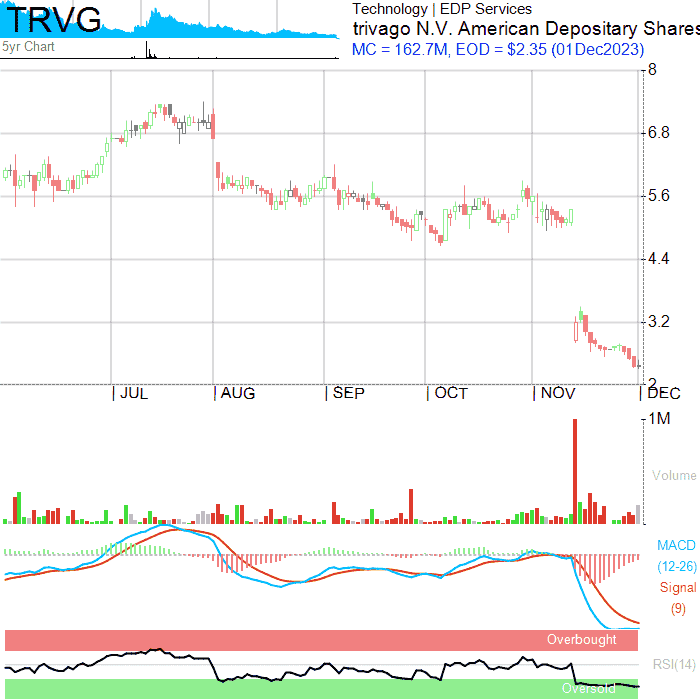 TRVG
5yr Chart
Technology | EDP Services
trivago N.V. American Depositary Shares
MC = 162.7M, EOD = $2.35 (01Dec2023)
8
6.8
5.6
4.4
3.2
2
JUL AUG SEP OCT NOV DEC
1M
Volume
MACD
(12-26)
Signal
(9)
Overbought
RSI(14)
Oversold